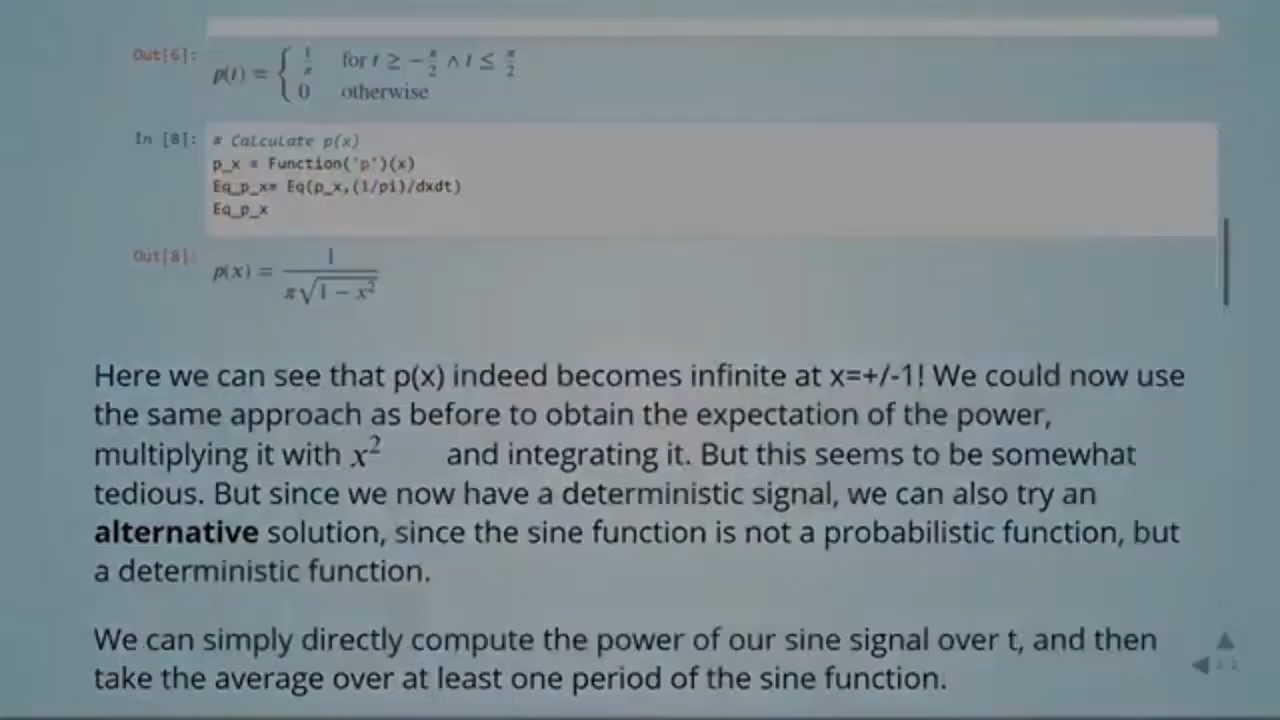 Out[6]: p(t) = { 1/π for t ≥ −π/2 ∧ t ≤ π/2
0 otherwise
In [8]: # Calculate p(x)
p_x = Function('p')(x)
Eq_p_x= Eq(p_x,(1/pi)/dxdt)
Eq_p_x
Out[8]: p(x) = 1/(π√(1 − x²))
Here we can see that p(x) indeed becomes infinite at x=+/-1! We could now use
the same approach as before to obtain the expectation of the power,
multiplying it with x² and integrating it. But this seems to be somewhat
tedious. But since we now have a deterministic signal, we can also try an
alternative solution, since the sine function is not a probabilistic function, but
a deterministic function.
We can simply directly compute the power of our sine signal over t, and then
take the average over at least one period of the sine function.